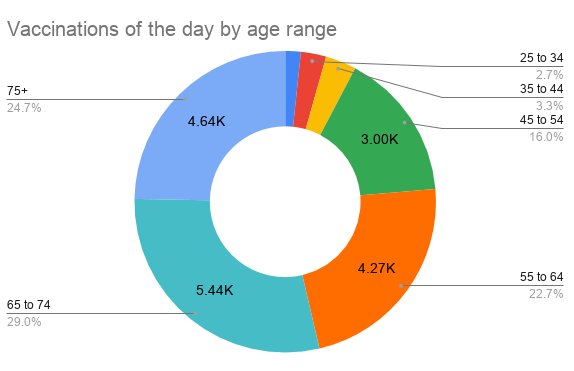 Vaccinations of the day by age range
25 to 34
2.7%
35 to 44
3.3%
45 to 54
16.0%
75+
24.7%
4.64K
3.00K
4.27K
5.44K
55 to 64
22.7%
65 to 74
29.0%